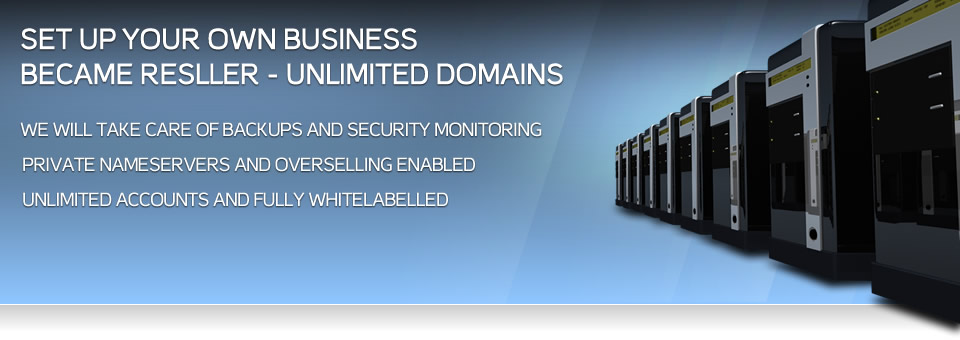 SET UP YOUR OWN BUSINESS
BECAME RESLLER - UNLIMITED DOMAINS
WE WILL TAKE CARE OF BACKUPS AND SECURITY MONITORING
PRIVATE NAMESERVERS AND OVERSELLING ENABLED
UNLIMITED ACCOUNTS AND FULLY WHITELABELLED